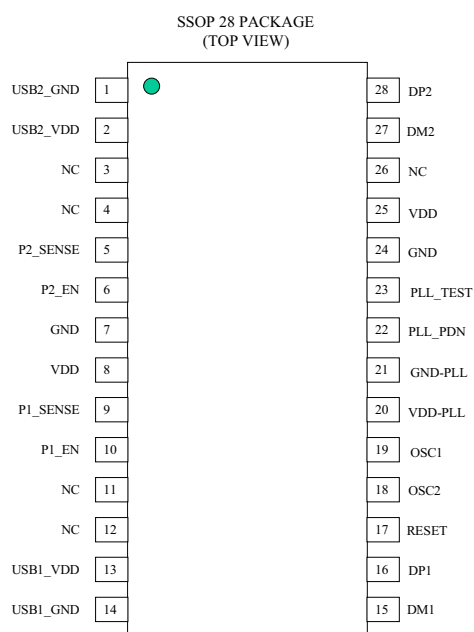 SSOP 28 PACKAGE
(TOP VIEW)
USB2_GND 1 28 DP2
USB2_VDD 2 27 DM2
NC 3 26 NC
NC 4 25 VDD
P2_SENSE 5 24 GND
P2_EN 6 23 PLL_TEST
GND 7 22 PLL_PDN
VDD 8 21 GND-PLL
P1_SENSE 9 20 VDD-PLL
P1_EN 10 19 OSC1
NC 11 18 OSC2
NC 12 17 RESET
USB1_VDD 13 16 DP1
USB1_GND 14 15 DM1